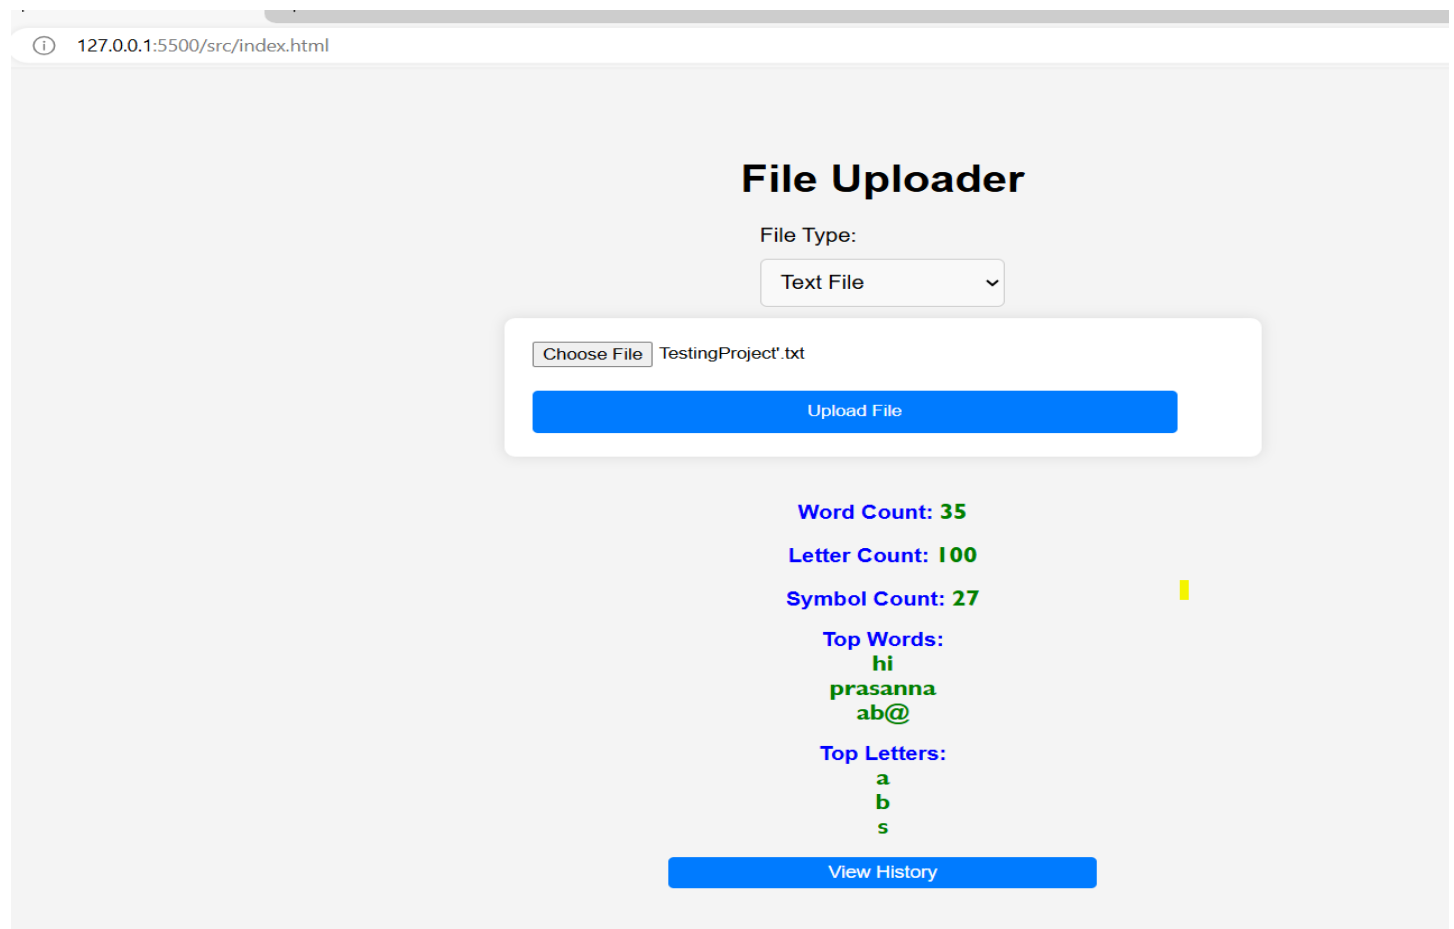 127.0.0.1:5500/src/index.html
File Uploader
File Type:
Text File
Choose File TestingProject'.txt
Upload File
Word Count: 35
Letter Count: 100
Symbol Count: 27
Top Words:
hi
prasanna
ab@
Top Letters:
a
b
s
View History